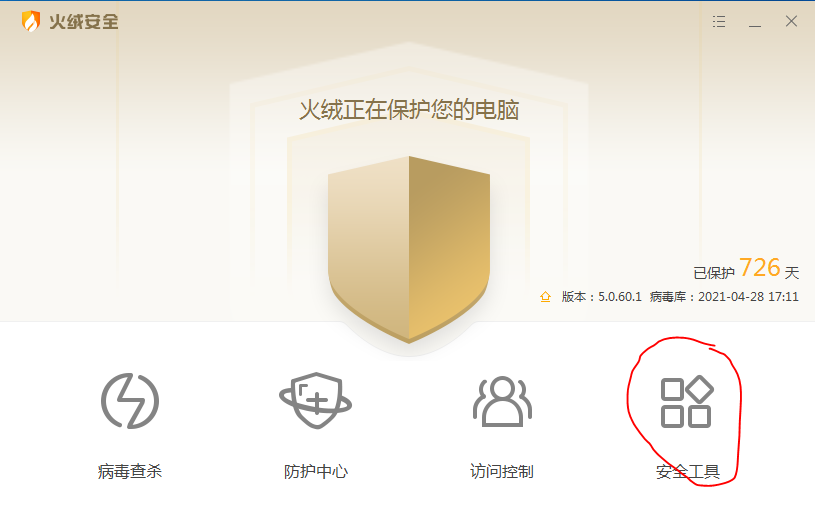 火绒安全
火绒正在保护您的电脑
已保护 726 天
版本：5.0.60.1 病毒库：2021-04-28 17:11
病毒查杀 防护中心 访问控制 安全工具